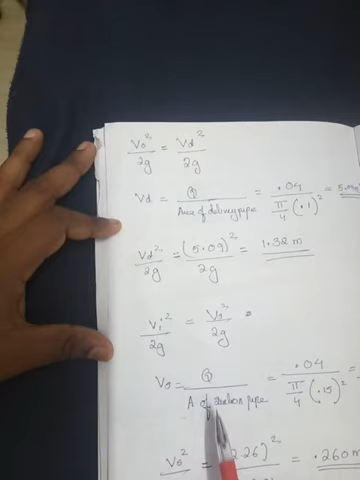 Vo²/2g = Vd²/2g
Vd = Q / Area of delivery pipe = .04 / π/4 (.1)² = 5.09
Vd²/2g = (5.09)²/2g = 1.32 m
Vi²/2g = Vs²/2g
Vs = Q / A of suction pipe = .04 / π/4 (.15)² =
Vs² = 2.26)² = .260 m